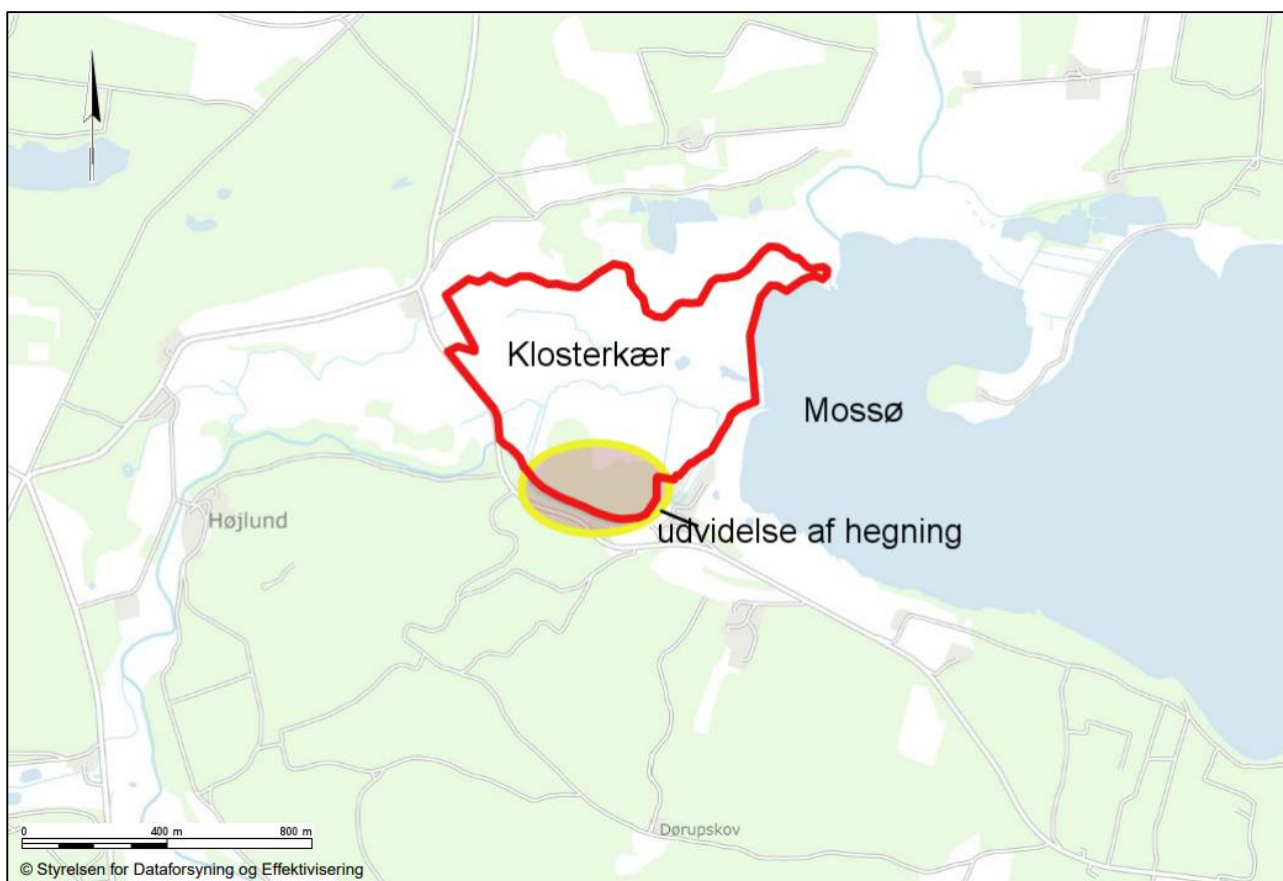 Klosterkær
Mossø
Højlund
udvidelse af hegning
Dørupskov
0 400 m 800 m
© Styrelsen for Dataforsyning og Effektivisering